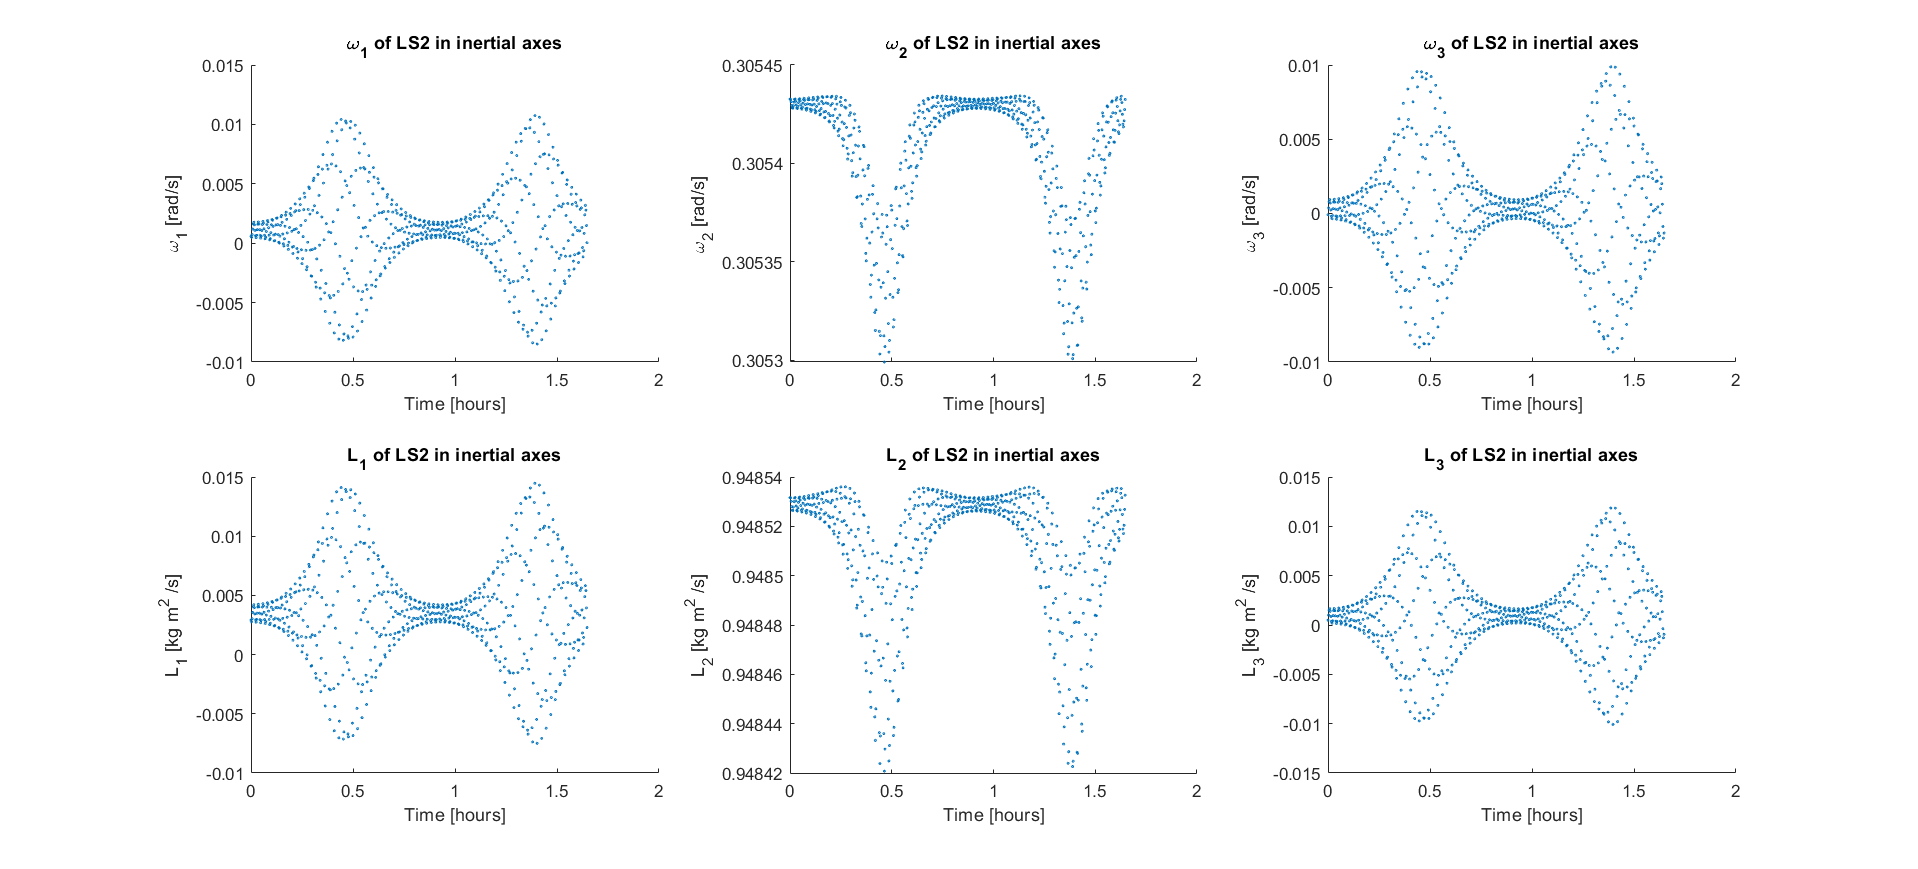 ω1 of LS2 in inertial axes
ω2 of LS2 in inertial axes
ω3 of LS2 in inertial axes
0.015
0.01
0.005
0
-0.005
-0.01
ω1 [rad/s]
0 0.5 1 1.5 2
Time [hours]
0.30545
0.3054
0.30535
0.3053
ω2 [rad/s]
0 0.5 1 1.5 2
Time [hours]
0.01
0.005
0
-0.005
-0.01
ω3 [rad/s]
0 0.5 1 1.5 2
Time [hours]
L1 of LS2 in inertial axes
L2 of LS2 in inertial axes
L3 of LS2 in inertial axes
0.015
0.01
0.005
0
-0.005
-0.01
L1 [kg m2 /s]
0 0.5 1 1.5 2
Time [hours]
0.94854
0.94852
0.9485
0.94848
0.94846
0.94844
0.94842
L2 [kg m2 /s]
0 0.5 1 1.5 2
Time [hours]
0.015
0.01
0.005
0
-0.005
-0.01
-0.015
L3 [kg m2 /s]
0 0.5 1 1.5 2
Time [hours]